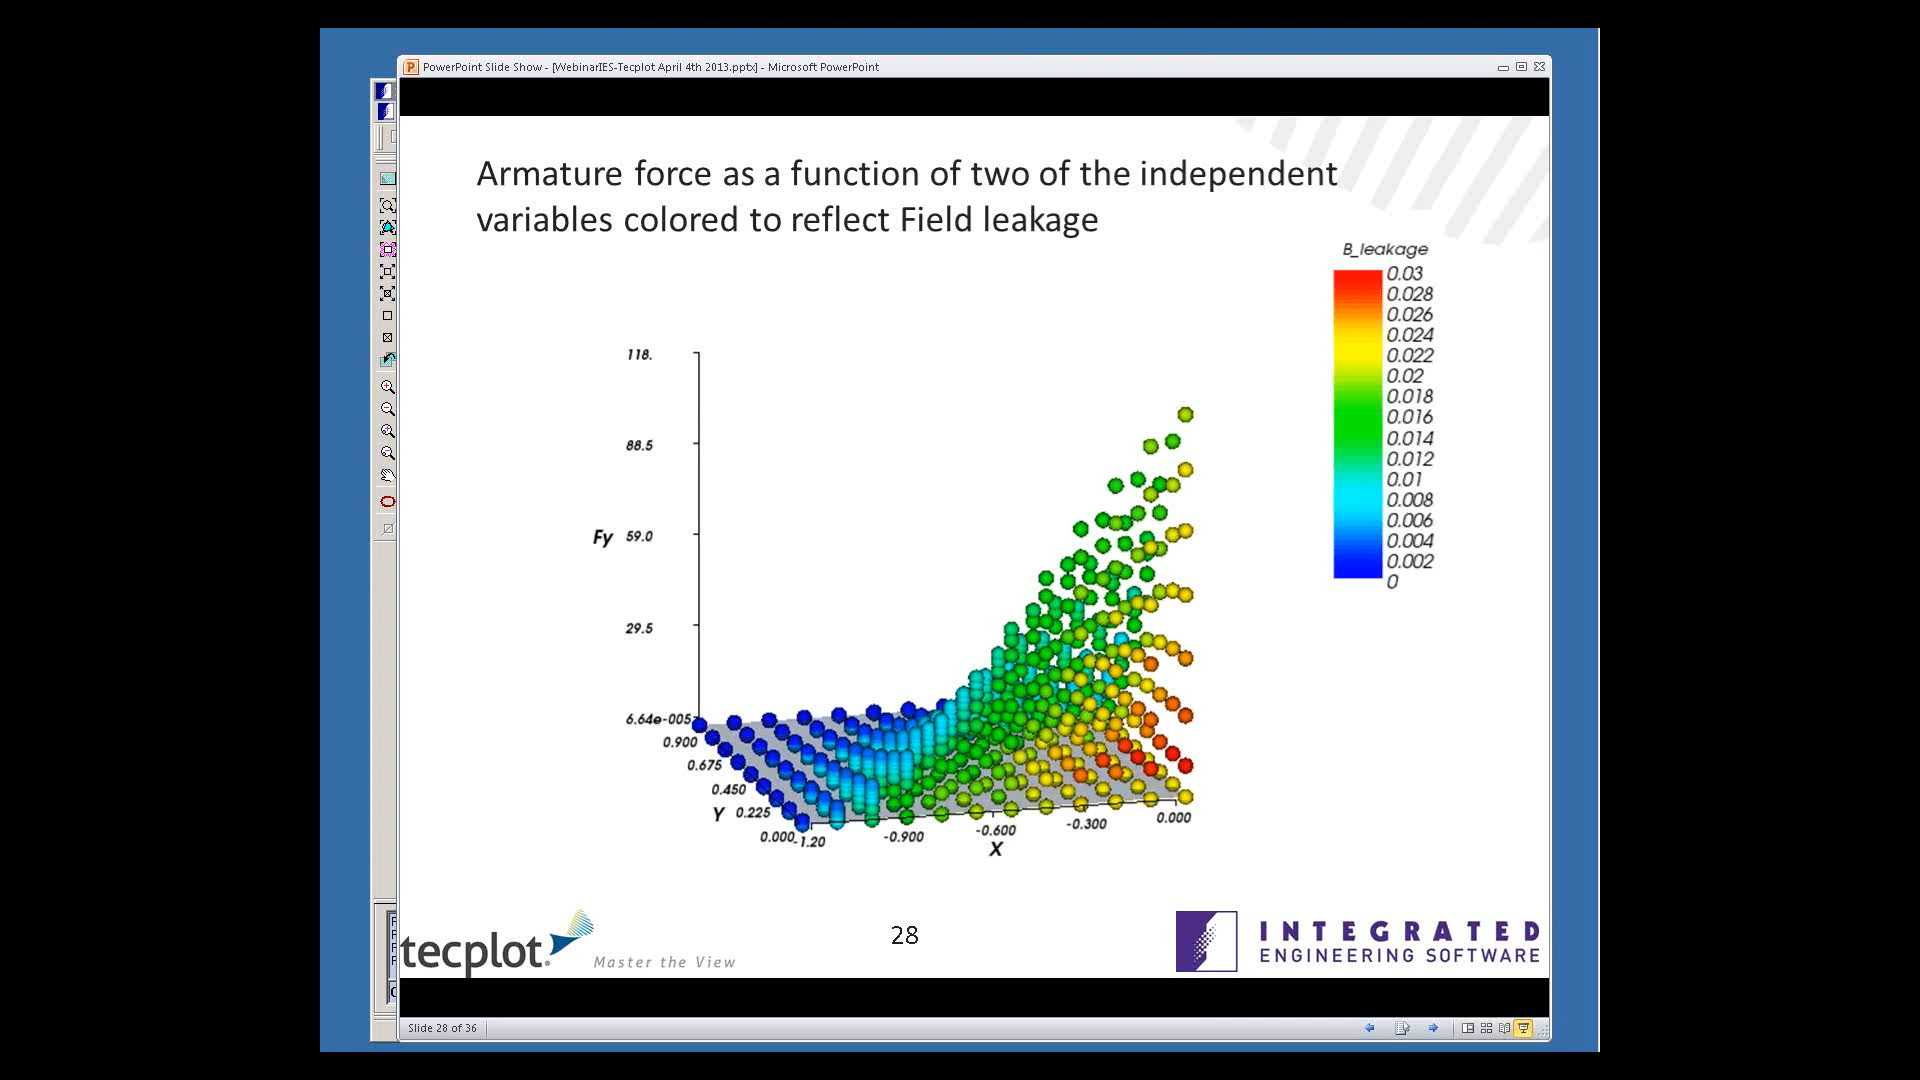 PowerPoint Slide Show - [WebinarIES-Tecplot April 4th 2013.pptx] - Microsoft PowerPoint
Armature force as a function of two of the independent
variables colored to reflect Field leakage
B_leakage
0.03
0.028
0.026
0.024
0.022
0.02
0.018
0.016
0.014
0.012
0.01
0.008
0.006
0.004
0.002
0
118.
88.5
Fy 59.0
29.5
6.64e-005
0.900
0.675
0.450
Y 0.225
0.000
-1.20
-0.900
-0.600
-0.300
0.000
X
tecplot.
Master the View
28
INTEGRATED
ENGINEERING SOFTWARE
Slide 28 of 36